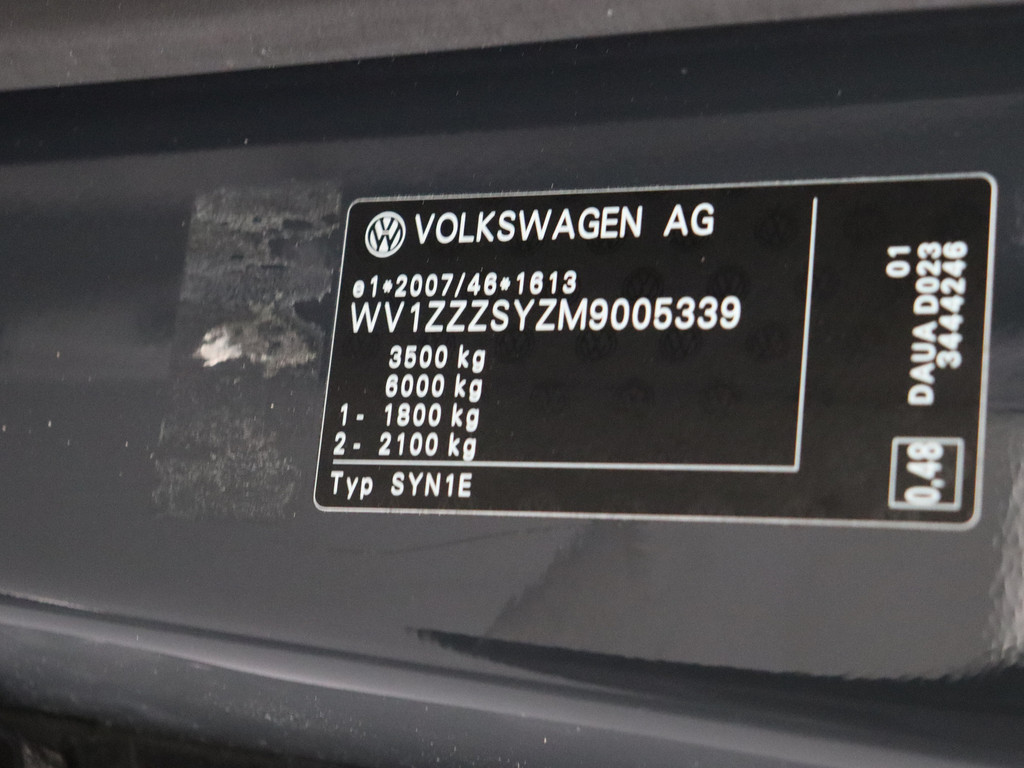 VOLKSWAGEN AG
e1*2007/46*1613
WV1ZZZSYZM9005339
3500 kg
6000 kg
1- 1800 kg
2- 2100 kg
Typ SYN1E
01
DAUA D023
3444246
0,48